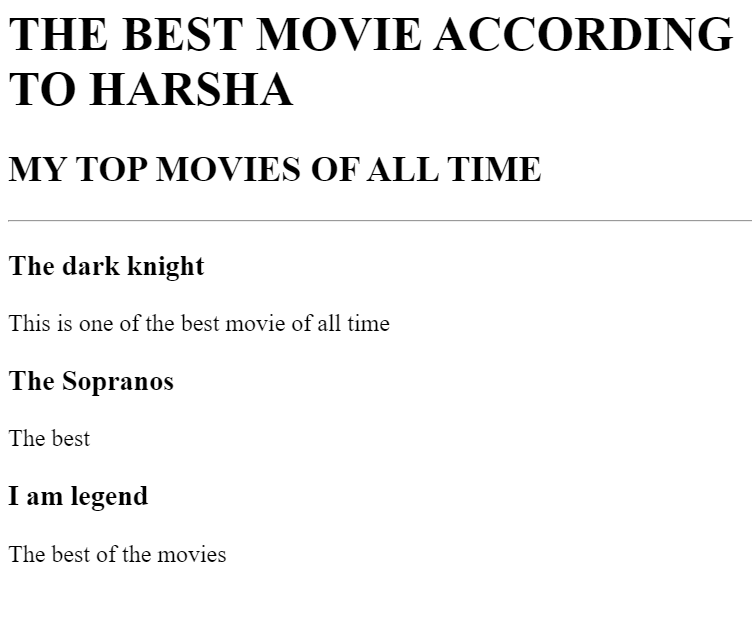 THE BEST MOVIE ACCORDING
TO HARSHA
MY TOP MOVIES OF ALL TIME
The dark knight
This is one of the best movie of all time
The Sopranos
The best
I am legend
The best of the movies